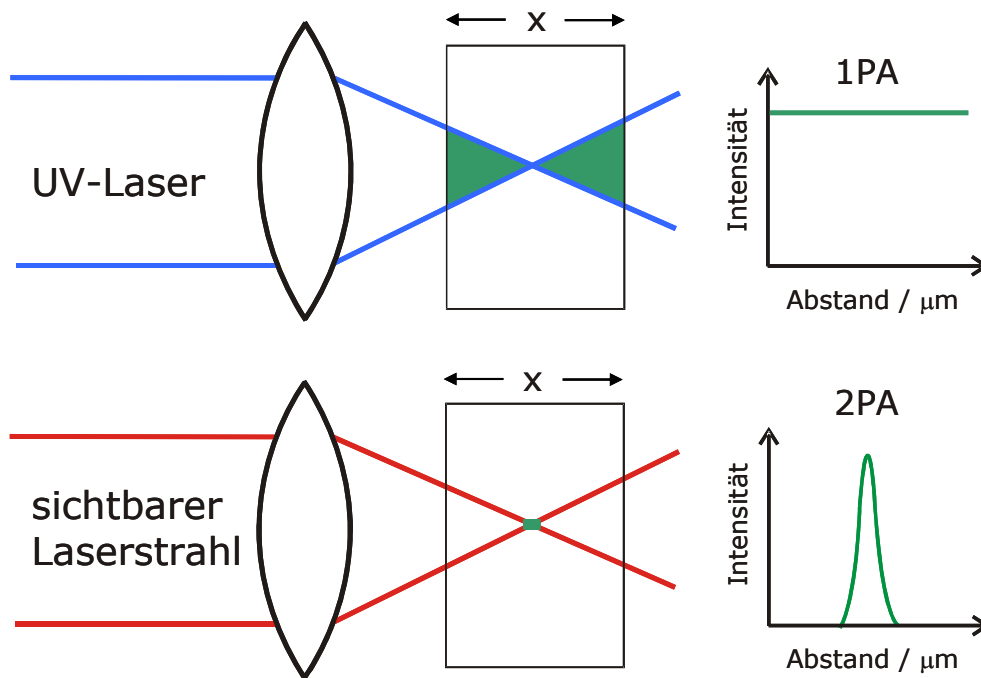 x
1PA
UV-Laser
Intensität
Abstand / μm
x
2PA
sichtbarer
Laserstrahl
Intensität
Abstand / μm